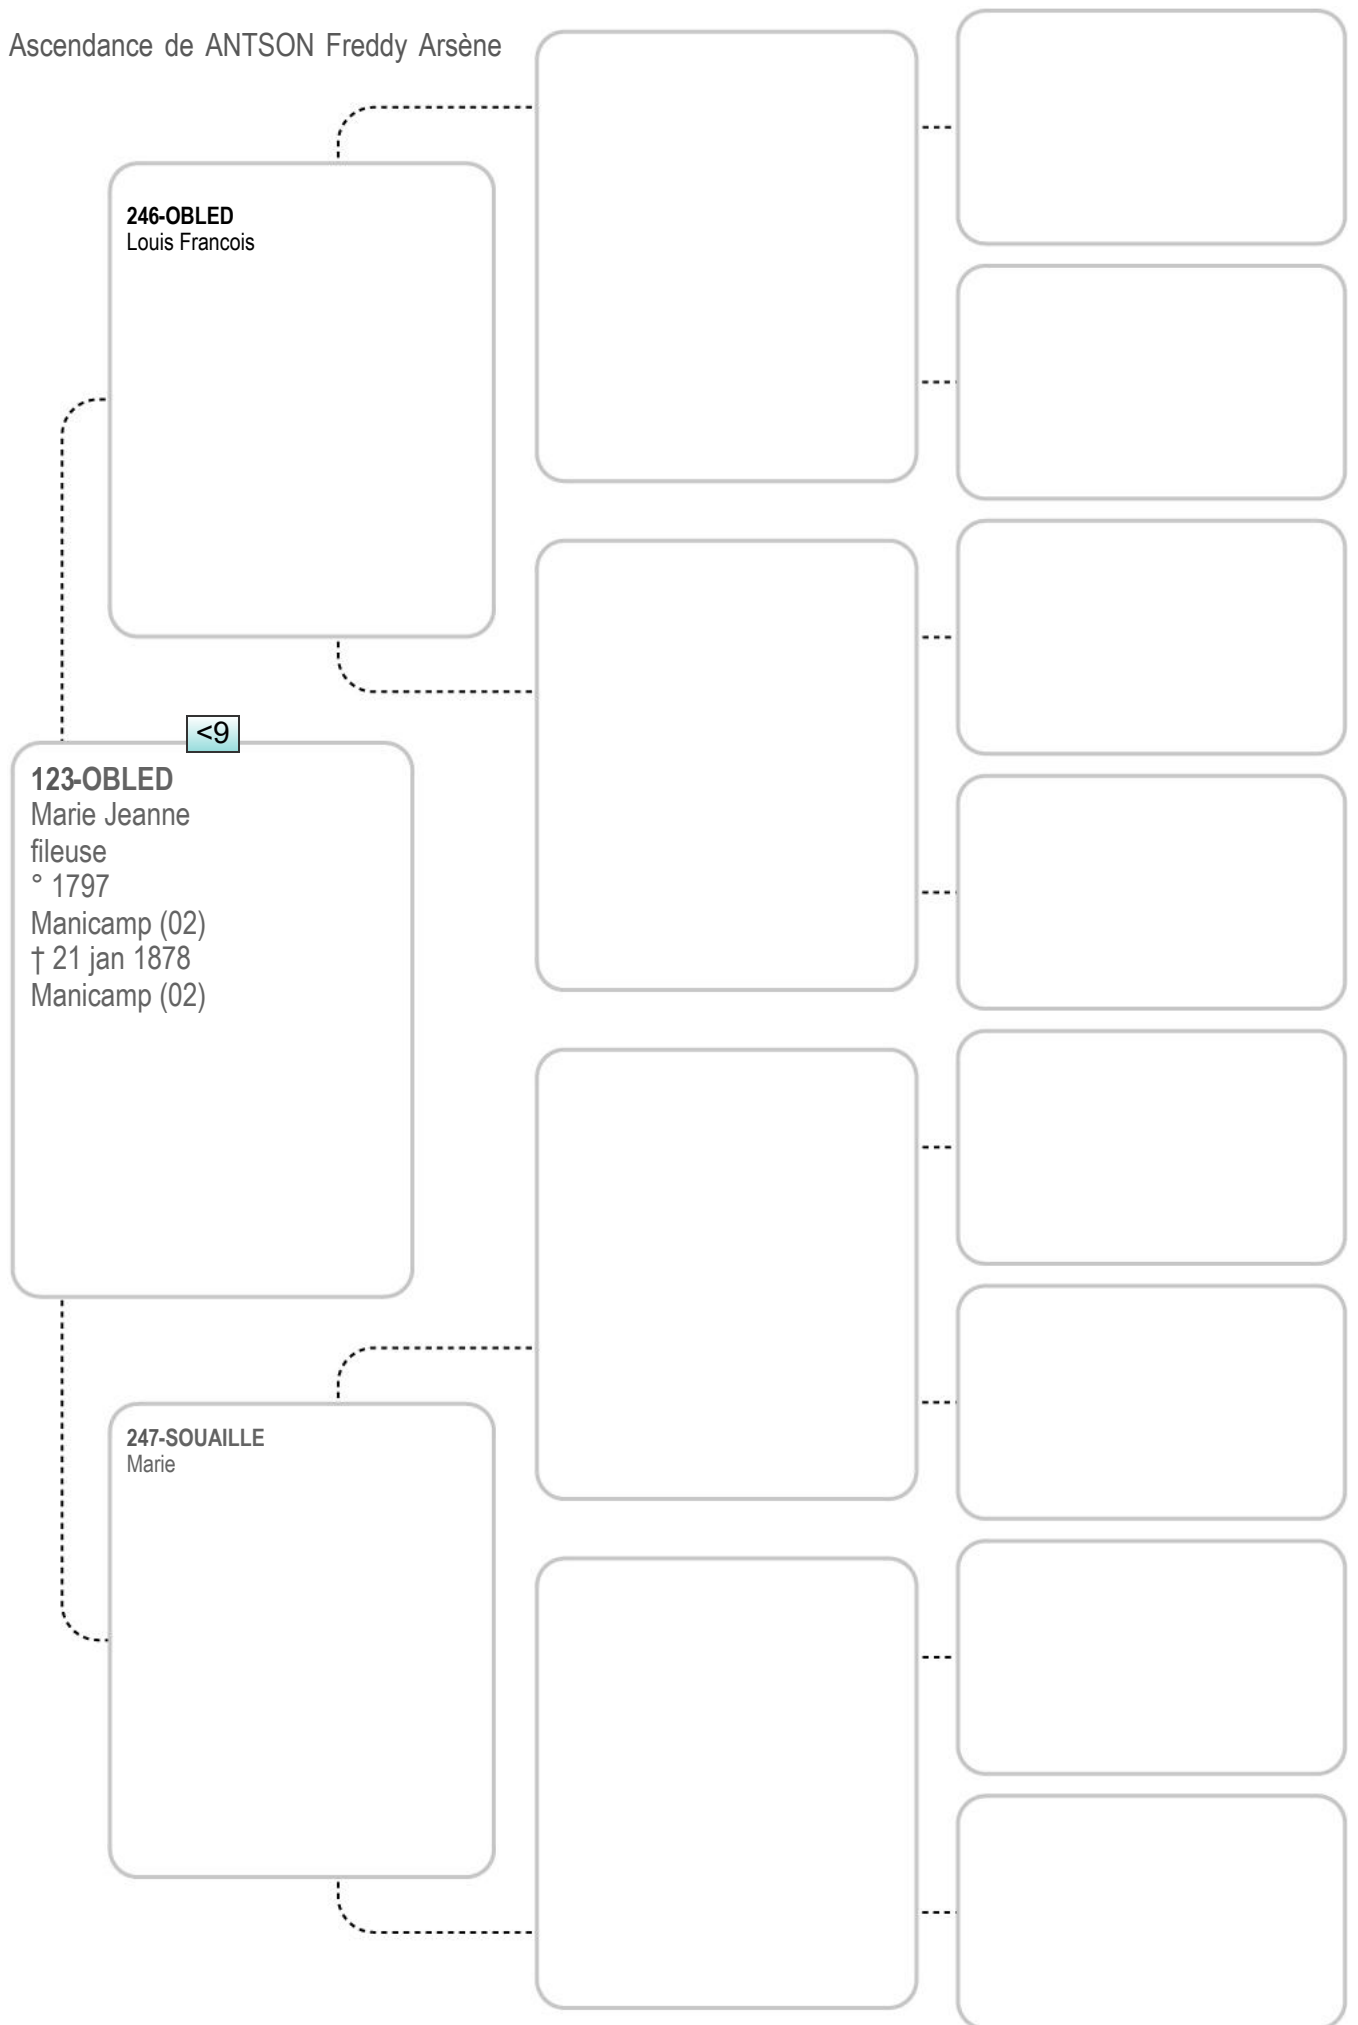 Ascendance de ANTSON Freddy Arsène
246-OBLED
Louis Francois
<9
123-OBLED
Marie Jeanne
fileuse
° 1797
Manicamp (02)
† 21 jan 1878
Manicamp (02)
247-SOUAILLE
Marie